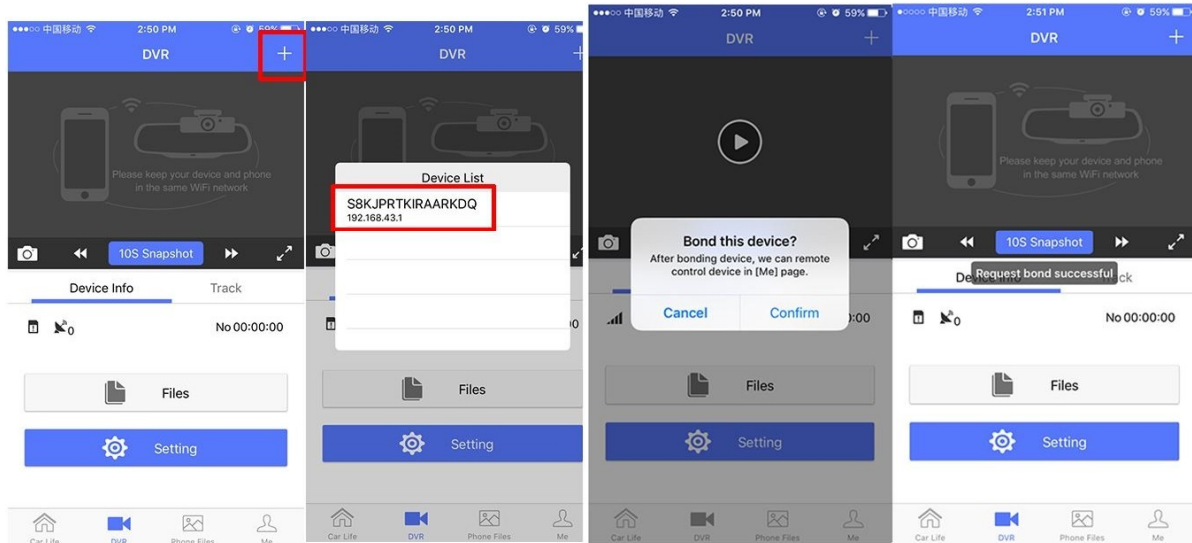 中国移动 2:50 PM 59%
DVR +
Please keep your device and phone
in the same WiFi network
10S Snapshot
Device Info Track
0 No 00:00:00
Files
Setting
Car Life DVR Phone Files Me
中国移动 2:50 PM 59%
DVR +
Device List
S8KJPRTKIRAARKDQ
192.168.43.1
Files
Setting
Car Life DVR Phone Files Me
中国移动 2:50 PM 59%
DVR +
Bond this device?
After bonding device, we can remote
control device in [Me] page.
Cancel Confirm
Files
Setting
Car Life DVR Phone Files Me
中国移动 2:51 PM 59%
DVR +
Please keep your device and phone
in the same WiFi network
10S Snapshot
Request bond successful
0 No 00:00:00
Files
Setting
Car Life DVR Phone Files Me